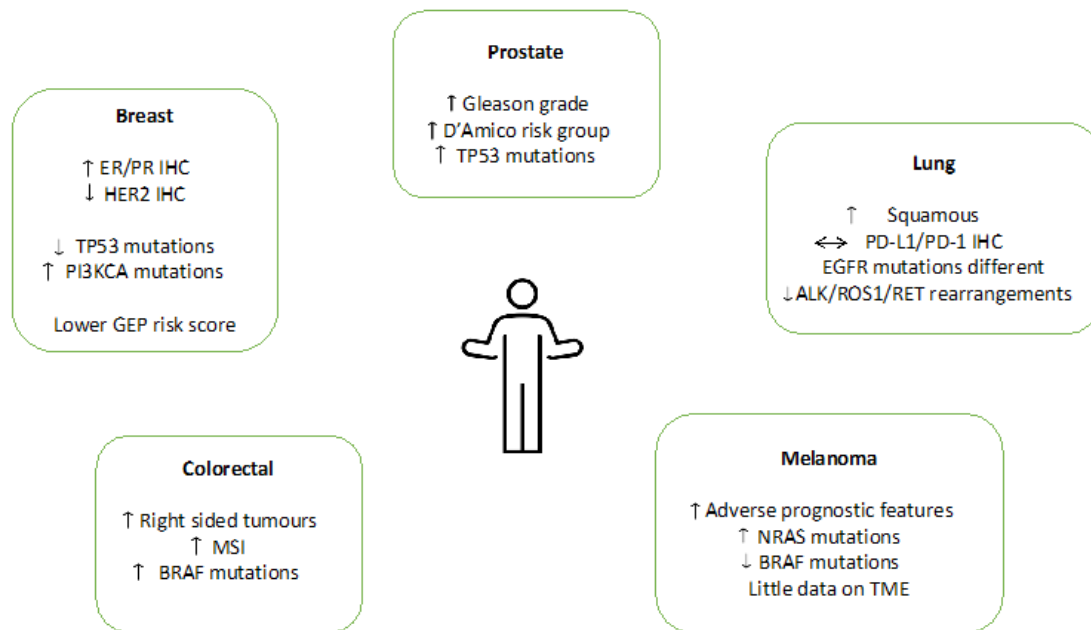 Prostate
↑ Gleason grade
↑ D'Amico risk group
↑ TP53 mutations
Breast
↑ ER/PR IHC
↓ HER2 IHC
↓ TP53 mutations
↑ PI3KCA mutations
Lower GEP risk score
Lung
↑ Squamous
↔ PD-L1/PD-1 IHC
EGFR mutations different
↓ALK/ROS1/RET rearrangements
Colorectal
↑ Right sided tumours
↑ MSI
↑ BRAF mutations
Melanoma
↑ Adverse prognostic features
↑ NRAS mutations
↓ BRAF mutations
Little data on TME